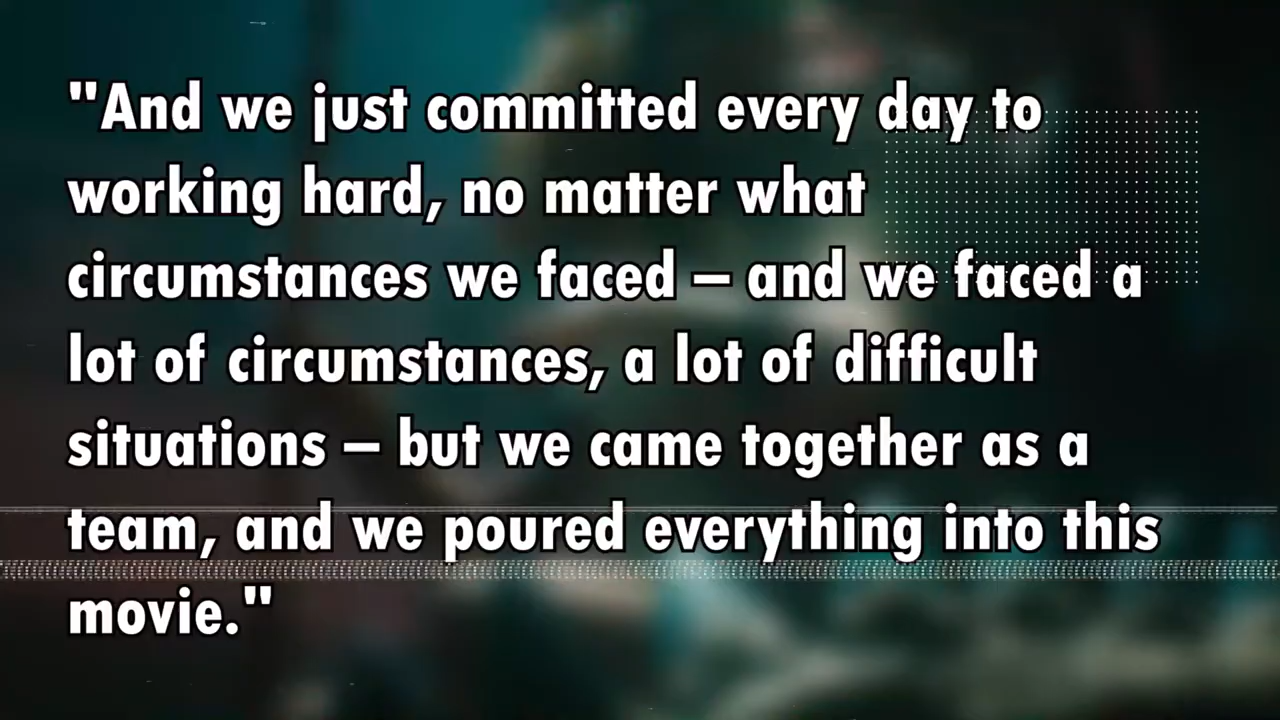 "And we just committed every day to
working hard, no matter what
circumstances we faced – and we faced a
lot of circumstances, a lot of difficult
situations – but we came together as a
team, and we poured everything into this
movie."